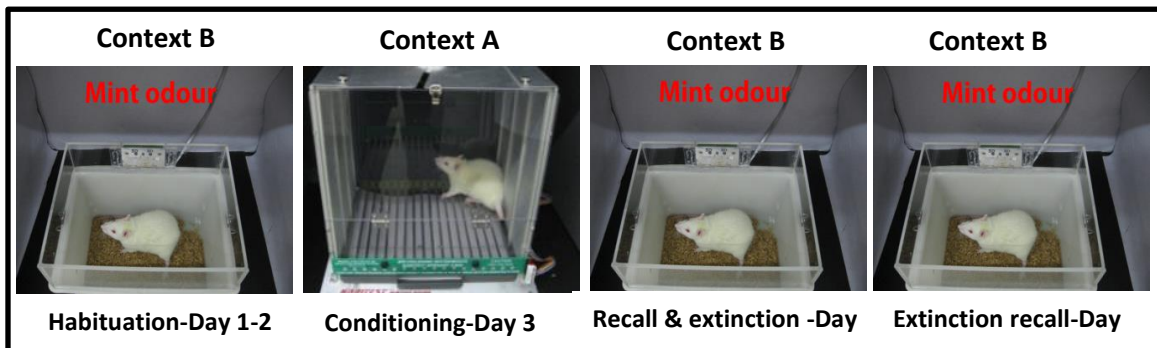 Context B
Context A
Context B
Context B
Mint odour
Mint odour
Mint odour
Habituation-Day 1-2
Conditioning-Day 3
Recall & extinction -Day
Extinction recall-Day